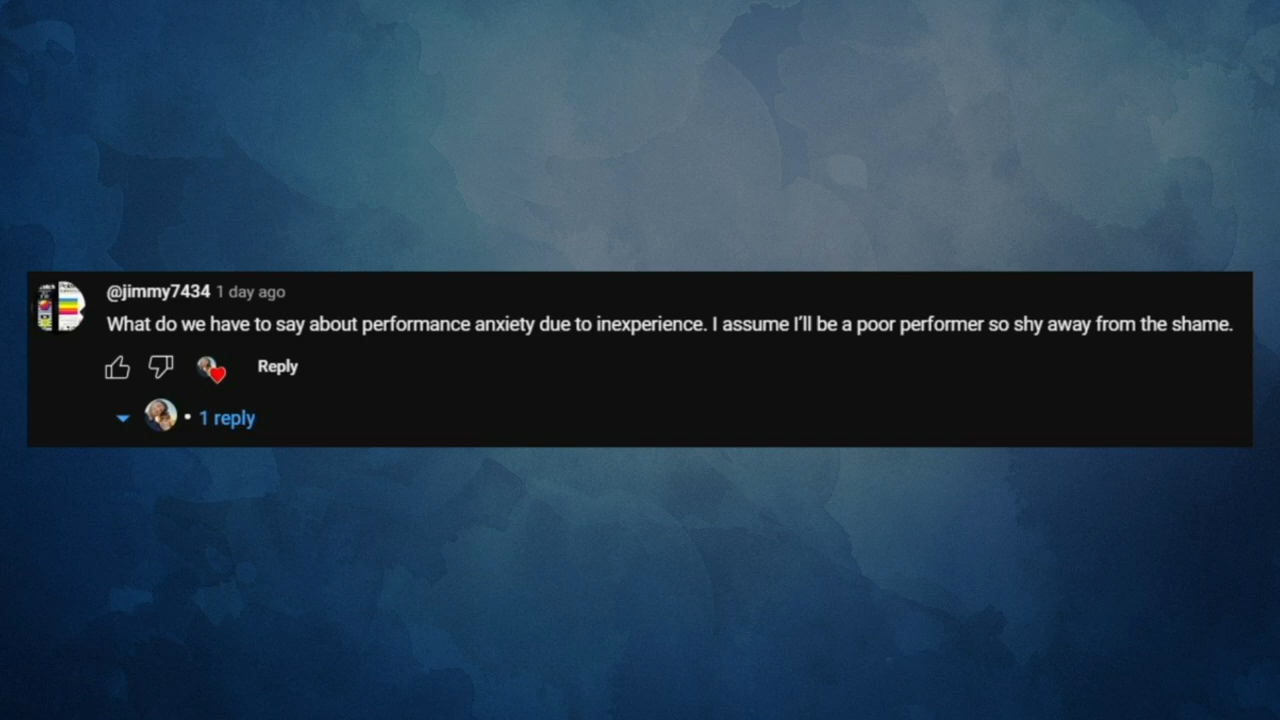 @jimmy7434 1 day ago
What do we have to say about performance anxiety due to inexperience. I assume I'll be a poor performer so shy away from the shame.
Reply
• 1 reply